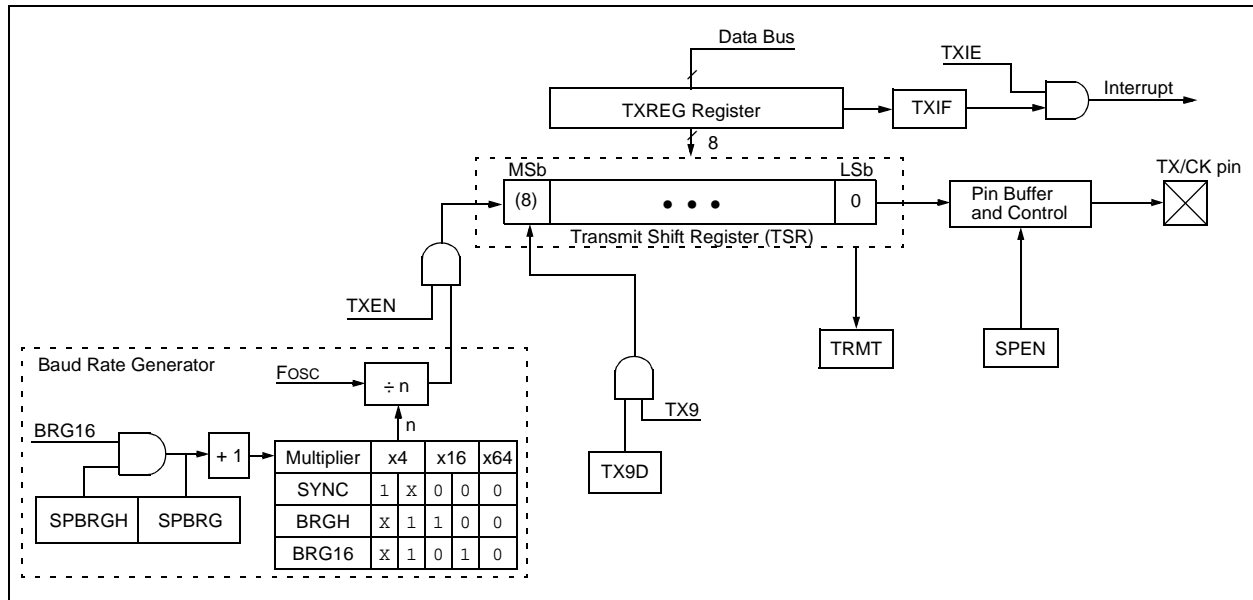 Data Bus
TXIE
Interrupt
TXREG Register
TXIF
8
MSb
LSb
TX/CK pin
(8)
• • •
0
Pin Buffer
and Control
Transmit Shift Register (TSR)
TXEN
TRMT
SPEN
Baud Rate Generator
FOSC
÷ n
TX9
n
BRG16
+ 1
Multiplier x4 x16 x64
TX9D
SYNC 1 X 0 0 0
SPBRGH SPBRG
BRGH X 1 1 0 0
BRG16 X 1 0 1 0